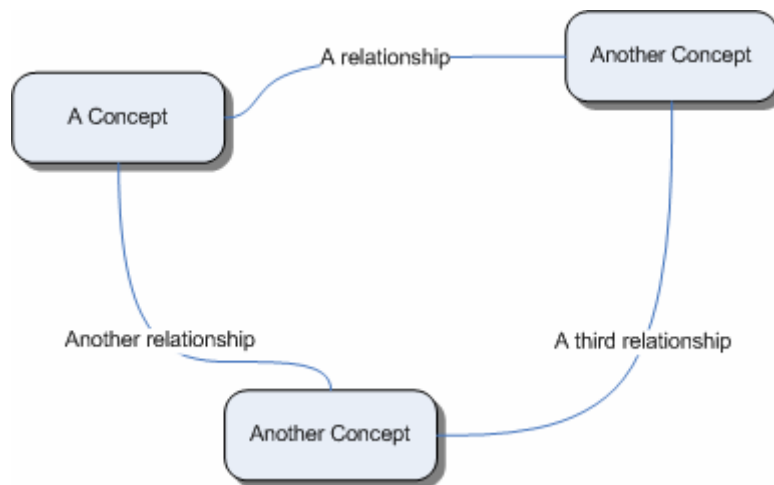 A relationship
Another Concept
A Concept
Another relationship
A third relationship
Another Concept